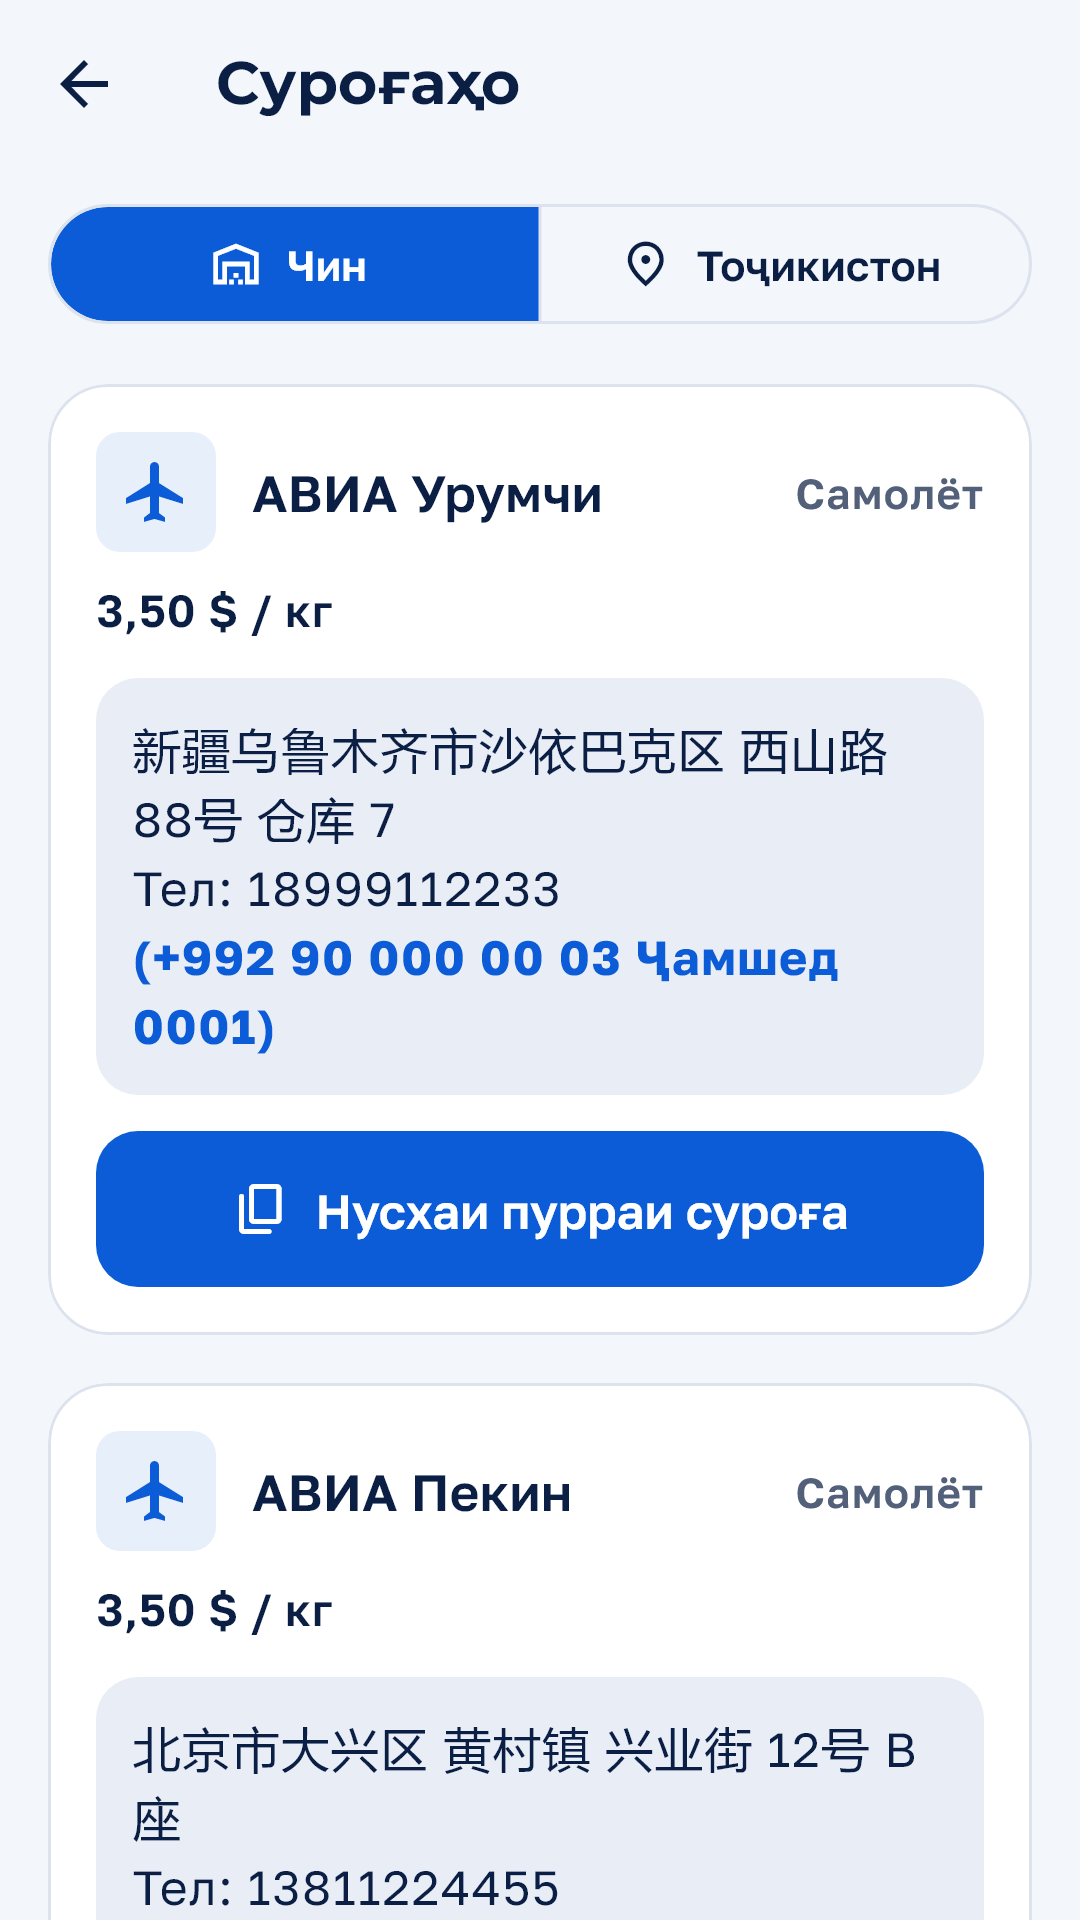 Суроғаҳо
Чин
Тоҷикистон
АВИА Урумчи
Самолёт
3,50 $ / кг
新疆乌鲁木齐市沙依巴克区 西山路
88号 仓库 7
Тел: 18999112233
(+992 90 000 00 03 Ҷамшед
0001)
Нусхаи пурраи суроға
АВИА Пекин
Самолёт
3,50 $ / кг
北京市大兴区 黄村镇 兴业街 12号 B
座
Тел: 13811224455